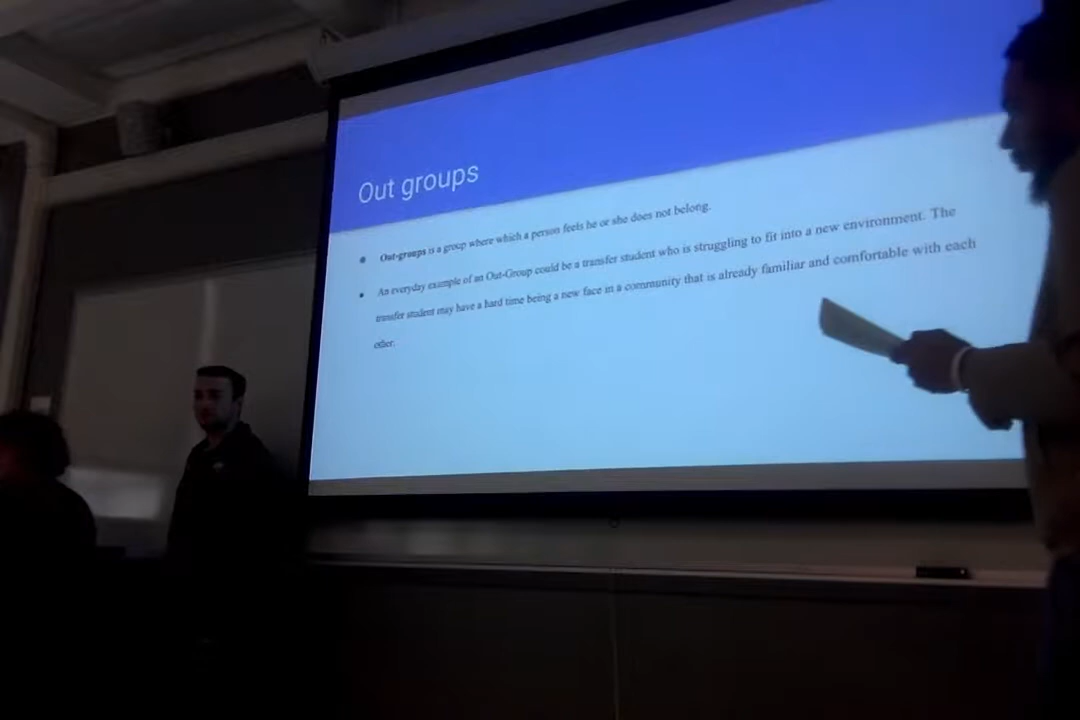 Out groups
Out-groups is a group where which a person feels he or she does not belong.
An everyday example of an Out-Group could be a transfer student who is struggling to fit into a new environment. The
transfer student may have a hard time being a new face in a community that is already familiar and comfortable with each
other.